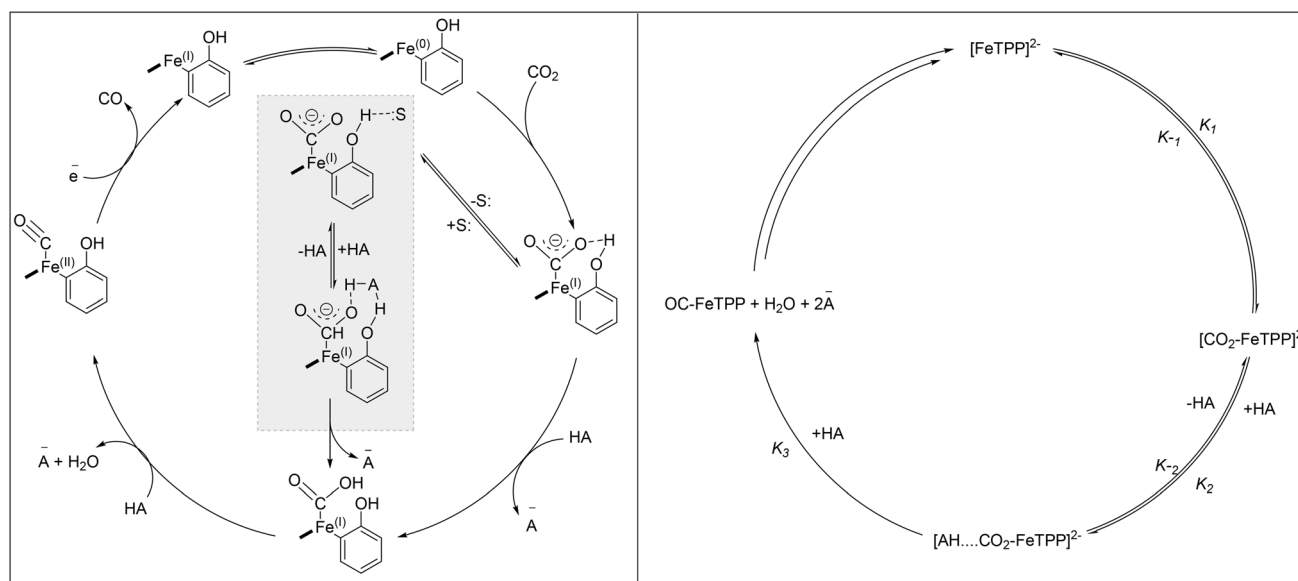 OH
Fe(I)
Fe(0)
OH
CO2
CO
e̅
O
C
OH
Fe(II)
O
O
⊖
C
H
:S
O
Fe(I)
-S:
+S:
-HA
+HA
O
⊖
O
H
A
H
CH
O
Fe(I)
O
⊖
O
H
C
O
Fe(I)
A̅ + H2O
HA
A̅
HA
A̅
O
OH
C
OH
Fe(I)
[FeTPP]2-
K1
K-1
OC-FeTPP + H2O + 2A̅
[CO2-FeTPP]2
-HA
+HA
+HA
K3
K-2
K2
[AH....CO2-FeTPP]2-